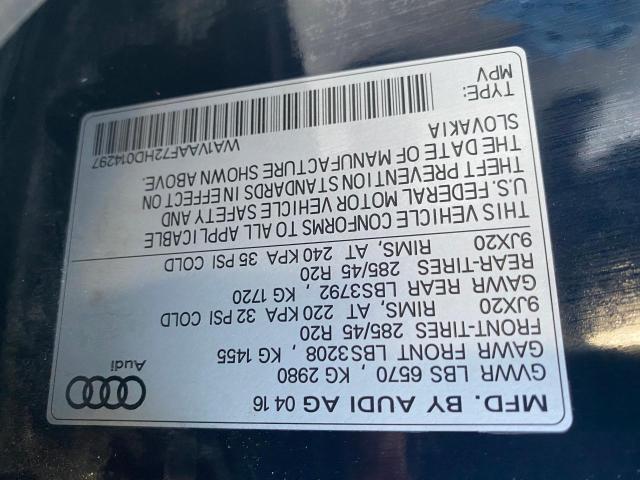 MFD. BY AUDI AG 04 16
GVWR LBS 6570 , KG 2980
GAWR FRONT LBS3208 , KG 1455
FRONT-TIRES 285/45 R20
RIMS, AT 220 KPA 32 PSI COLD
9JX20
GAWR REAR LBS3792 , KG 1720
REAR-TIRES 285/45 R20
RIMS, AT 240 KPA 35 PSI COLD
9JX20
Audi
THIS VEHICLE CONFORMS TO ALL APPLICABLE
U.S. FEDERAL MOTOR VEHICLE SAFETY AND
THEFT PREVENTION STANDARDS IN EFFECT ON
THE DATE OF MANUFACTURE SHOWN ABOVE.
SLOVAKIA
WA1VAAF72HD014297
TYPE:
MPV